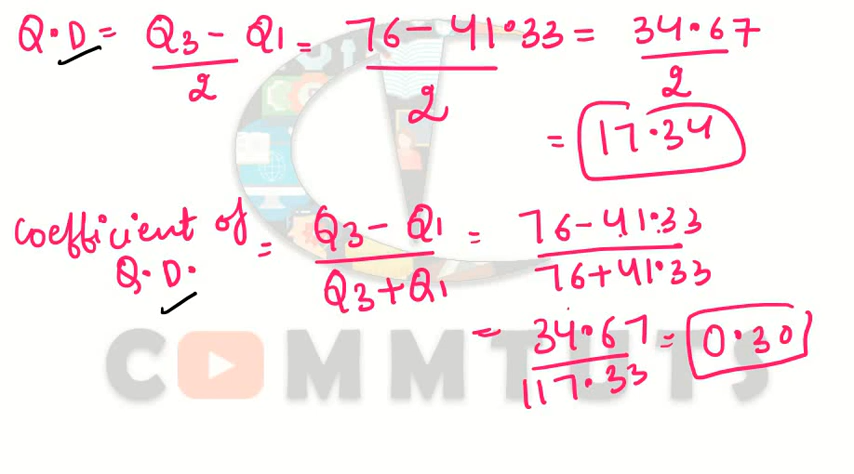 Q.D = Q3 - Q1 / 2 = 76 - 41.33 / 2 = 34.67 / 2
= 17.34
Coefficient of Q.D. = Q3 - Q1 / Q3 + Q1 = 76 - 41.33 / 76 + 41.33
= 34.67 / 117.33 = 0.30
COMMTUTS